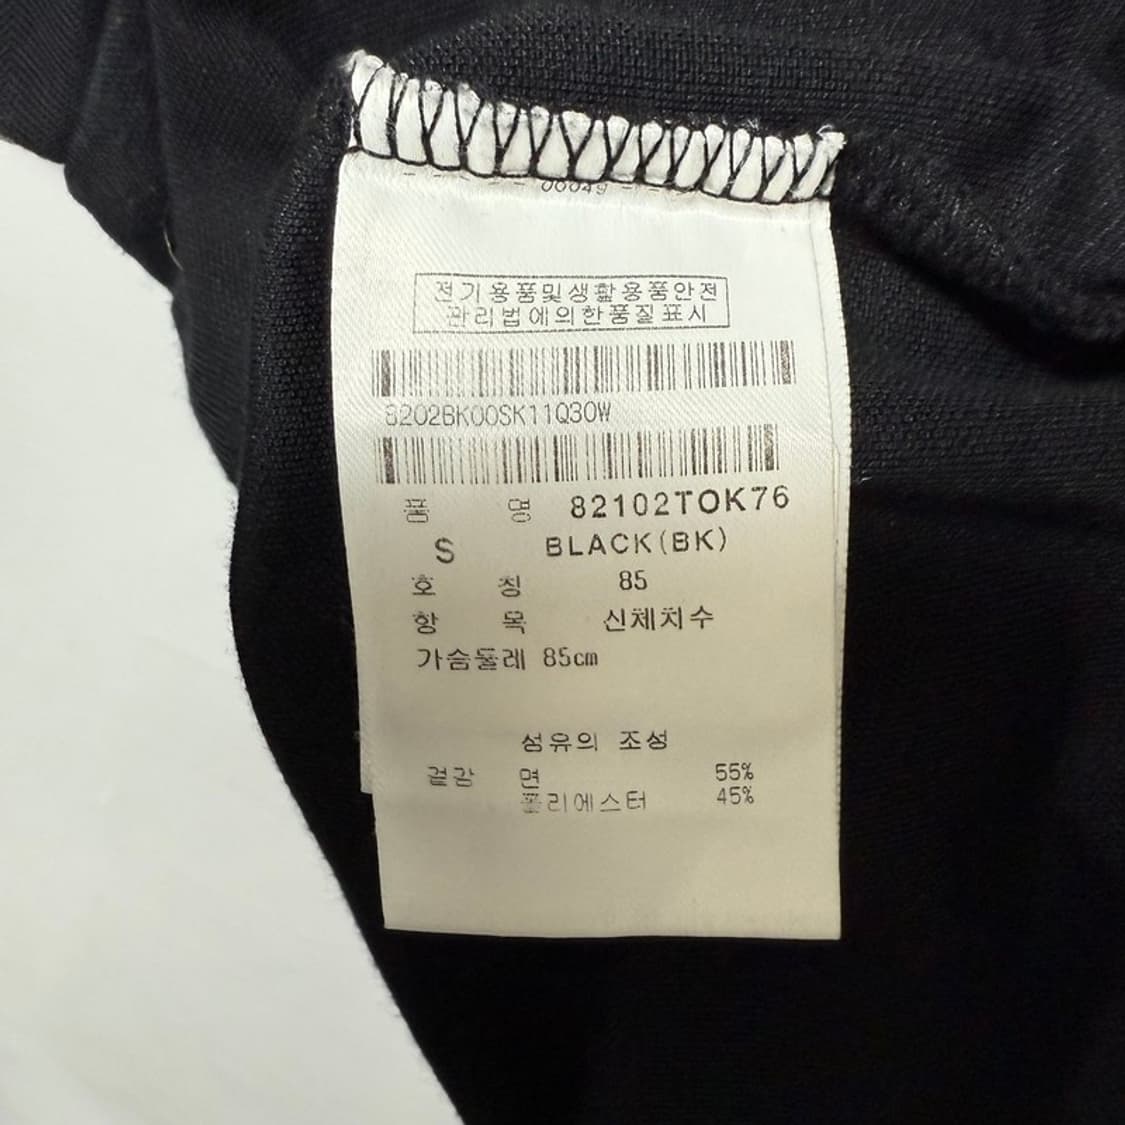 00049
전기용품및생활용품안전
관리법에의한품질표시
8202BK00SK11Q30W
품 명 82102TOK76
S BLACK(BK)
호 칭 85
항 목 신체치수
가슴둘레 85cm
섬유의 조성
겉감 면 55%
폴리에스터 45%